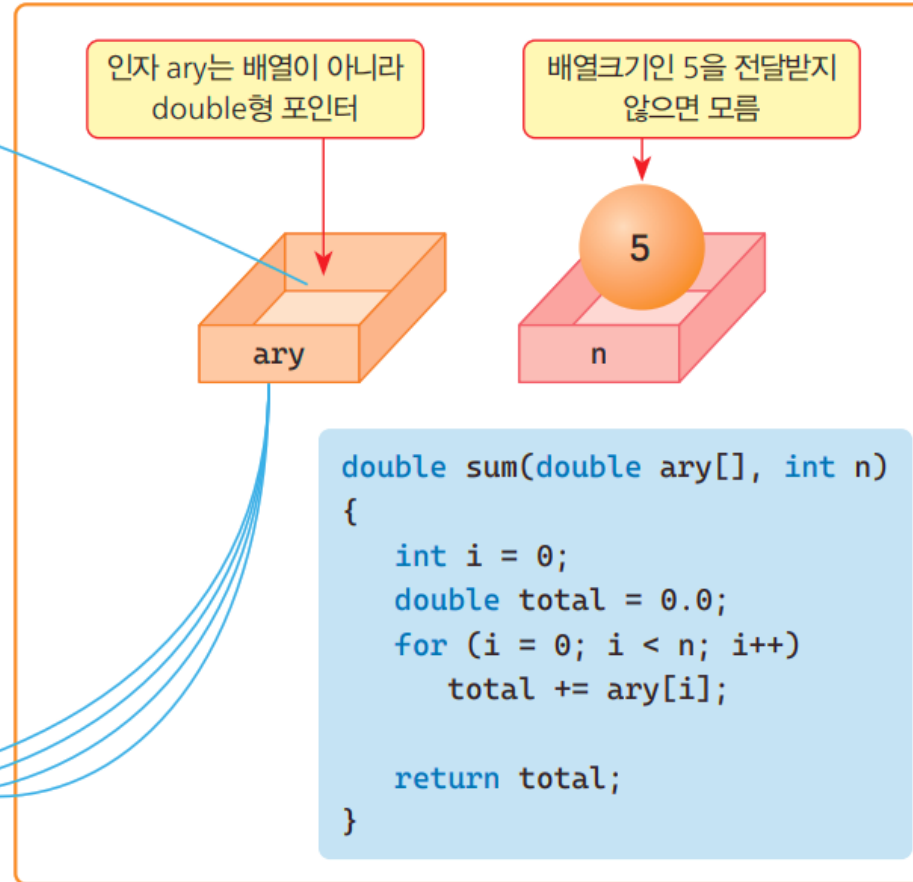 인자 ary는 배열이 아니라
double형 포인터
배열크기인 5을 전달받지
않으면 모름
5
ary
n
double sum(double ary[], int n)
{
int i = 0;
double total = 0.0;
for (i = 0; i < n; i++)
total += ary[i];
return total;
}